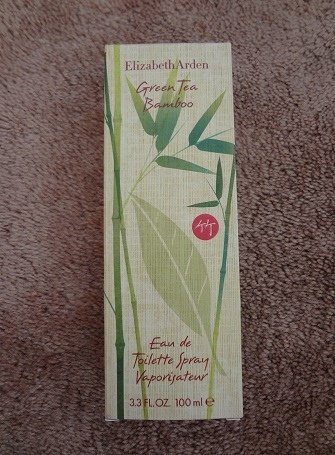 Elizabeth Arden
Green Tea
Bamboo
Eau de
Toilette Spray
Vaporisateur
3.3 FL.OZ. 100 ml ℮